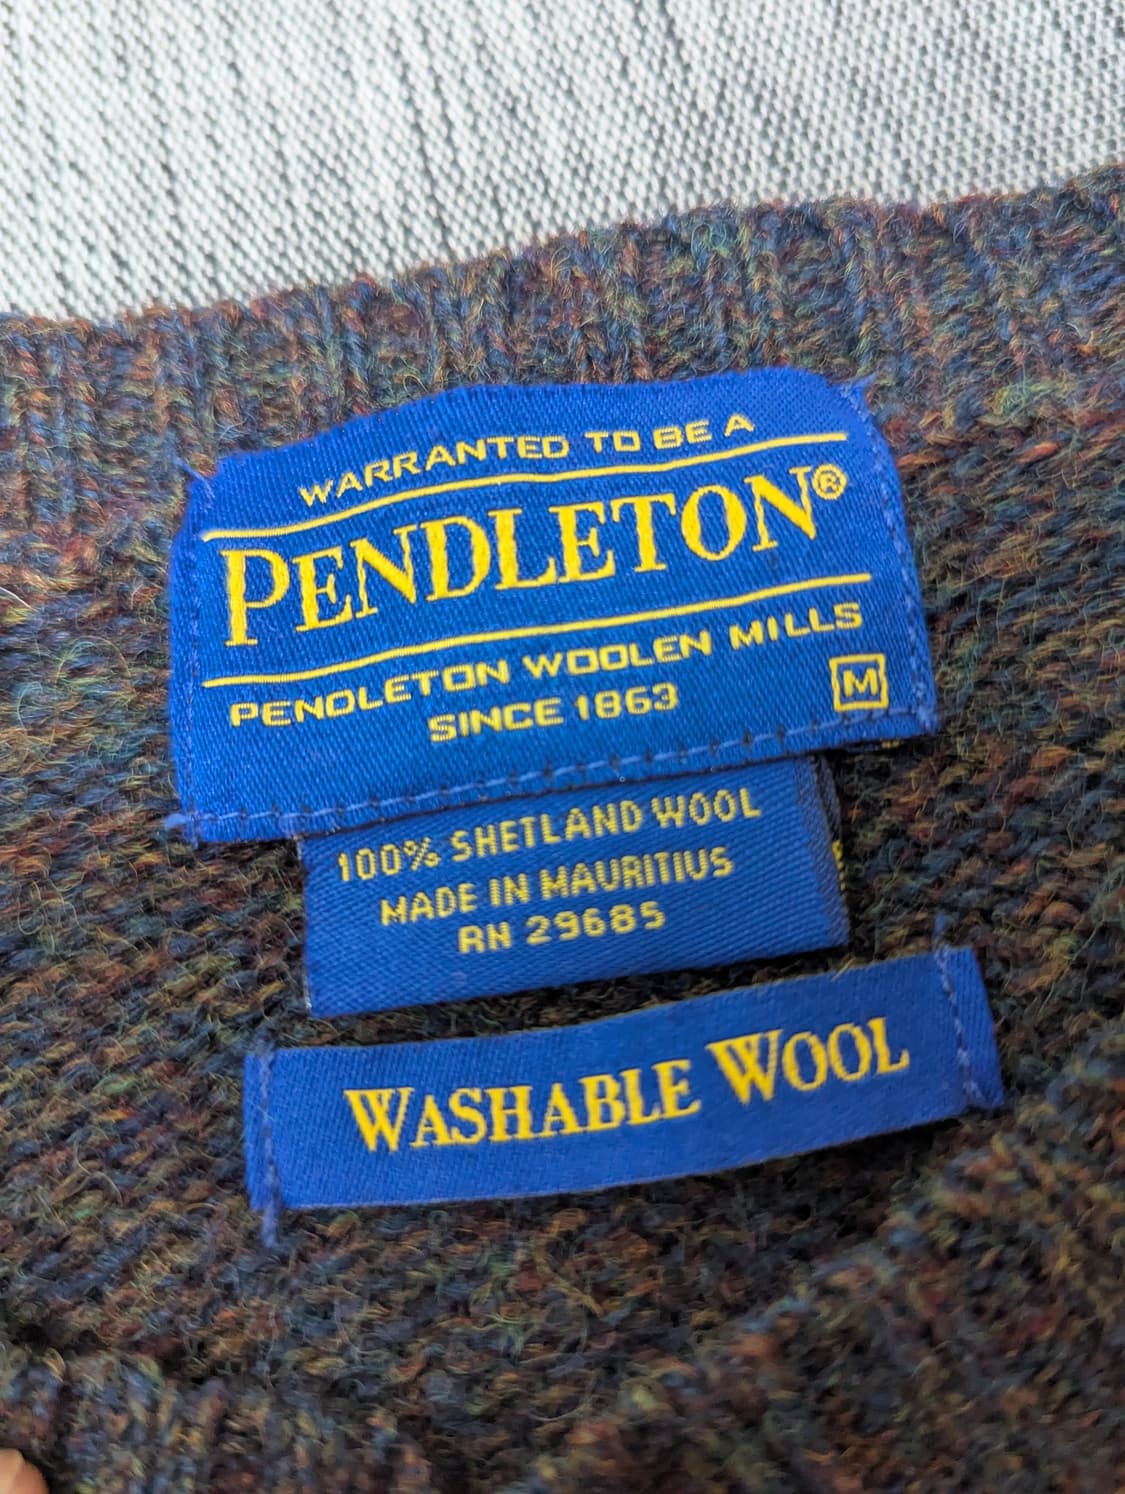 WARRANTED TO BE A
PENDLETON®
PENDLETON WOOLEN MILLS
SINCE 1863
M
100% SHETLAND WOOL
MADE IN MAURITIUS
RN 29685
WASHABLE WOOL